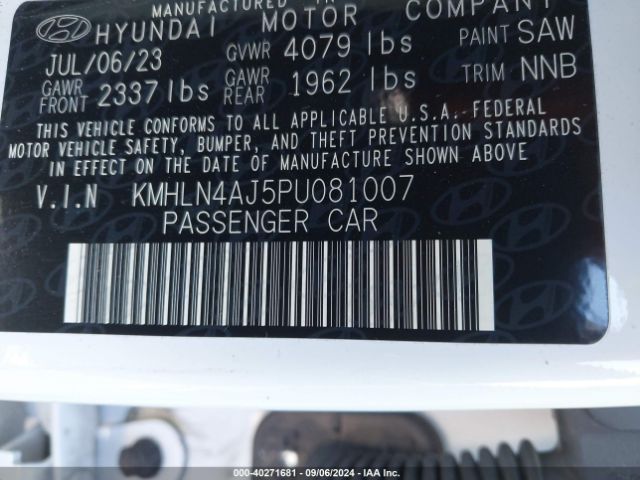 MANUFACTURED
HYUNDAI MOTOR COMPANY
JUL/06/23 GVWR 4079 lbs PAINT SAW
GAWR FRONT 2337 lbs GAWR REAR 1962 lbs TRIM NNB
THIS VEHICLE CONFORMS TO ALL APPLICABLE U.S.A. FEDERAL
MOTOR VEHICLE SAFETY, BUMPER, AND THEFT PREVENTION STANDARDS
IN EFFECT ON THE DATE OF MANUFACTURE SHOWN ABOVE
V.I.N KMHLN4AJ5PU081007
PASSENGER CAR
000-40271681 | 09/06/2024 | IAA Inc.